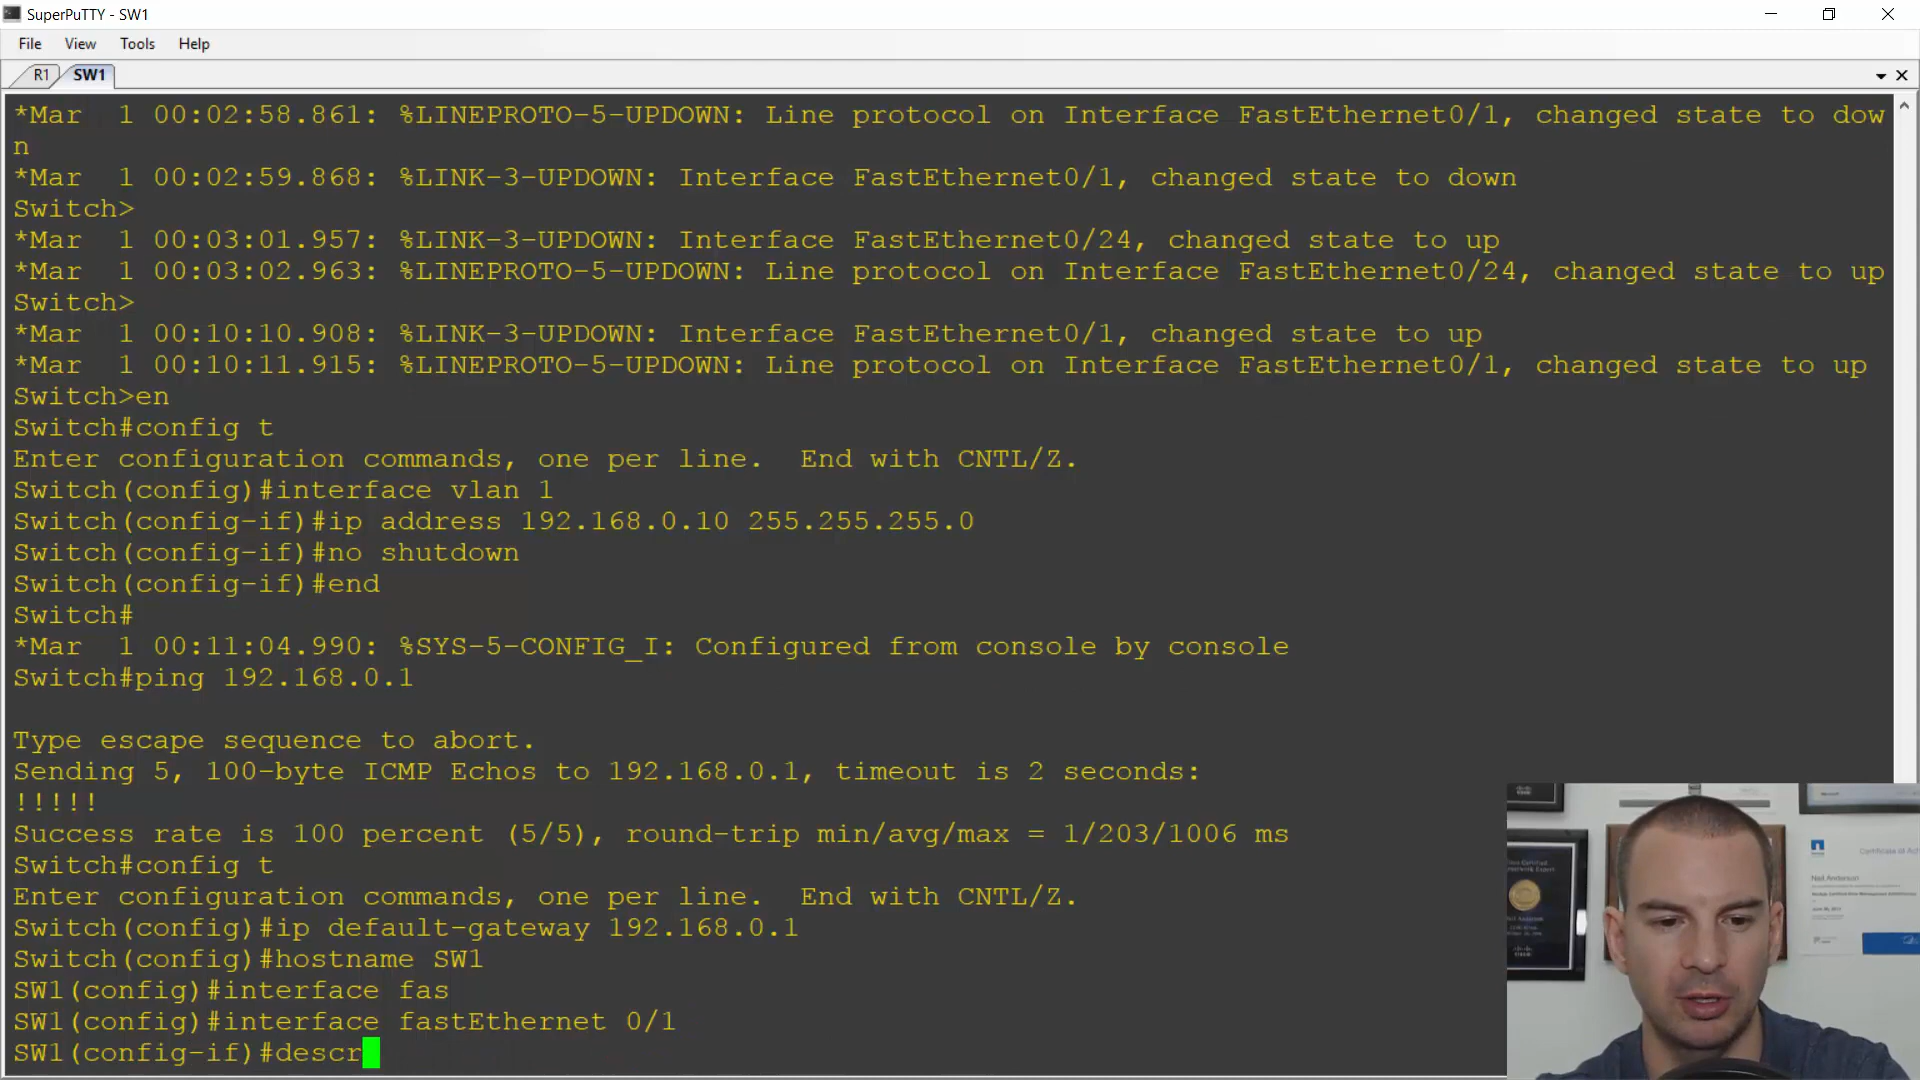 SuperPuTTY - SW1
File View Tools Help
R1 SW1
*Mar  1 00:02:58.861: %LINEPROTO-5-UPDOWN: Line protocol on Interface FastEthernet0/1, changed state to dow
n
*Mar  1 00:02:59.868: %LINK-3-UPDOWN: Interface FastEthernet0/1, changed state to down
Switch>
*Mar  1 00:03:01.957: %LINK-3-UPDOWN: Interface FastEthernet0/24, changed state to up
*Mar  1 00:03:02.963: %LINEPROTO-5-UPDOWN: Line protocol on Interface FastEthernet0/24, changed state to up
Switch>
*Mar  1 00:10:10.908: %LINK-3-UPDOWN: Interface FastEthernet0/1, changed state to up
*Mar  1 00:10:11.915: %LINEPROTO-5-UPDOWN: Line protocol on Interface FastEthernet0/1, changed state to up
Switch>en
Switch#config t
Enter configuration commands, one per line.  End with CNTL/Z.
Switch(config)#interface vlan 1
Switch(config-if)#ip address 192.168.0.10 255.255.255.0
Switch(config-if)#no shutdown
Switch(config-if)#end
Switch#
*Mar  1 00:11:04.990: %SYS-5-CONFIG_I: Configured from console by console
Switch#ping 192.168.0.1
Type escape sequence to abort.
Sending 5, 100-byte ICMP Echos to 192.168.0.1, timeout is 2 seconds:
!!!!!
Success rate is 100 percent (5/5), round-trip min/avg/max = 1/203/1006 ms
Switch#config t
Enter configuration commands, one per line.  End with CNTL/Z.
Switch(config)#ip default-gateway 192.168.0.1
Switch(config)#hostname SW1
SW1(config)#interface fas
SW1(config)#interface fastEthernet 0/1
SW1(config-if)#descr
Neil Anderson